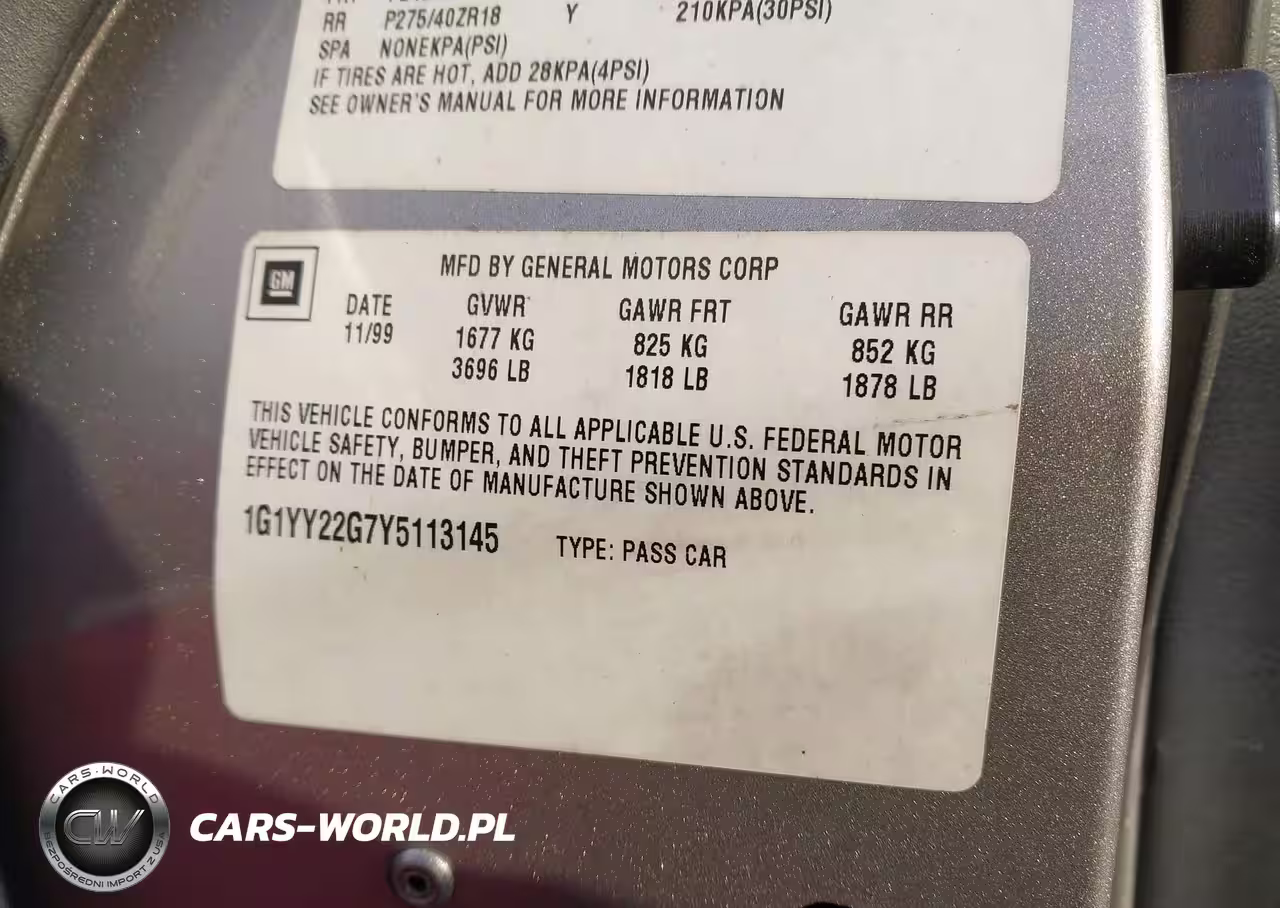 RR P275/40ZR18 Y 210KPA(30PSI)
SPA NONEKPA(PSI)
IF TIRES ARE HOT, ADD 28KPA(4PSI)
SEE OWNER'S MANUAL FOR MORE INFORMATION
GM
MFD BY GENERAL MOTORS CORP
DATE GVWR GAWR FRT GAWR RR
11/99 1677 KG 825 KG 852 KG
3696 LB 1818 LB 1878 LB
THIS VEHICLE CONFORMS TO ALL APPLICABLE U.S. FEDERAL MOTOR
VEHICLE SAFETY, BUMPER, AND THEFT PREVENTION STANDARDS IN
EFFECT ON THE DATE OF MANUFACTURE SHOWN ABOVE.
1G1YY22G7Y5113145 TYPE: PASS CAR
CARS-WORLD
CW
BEZPOŚREDNI IMPORT Z USA
CARS-WORLD.PL